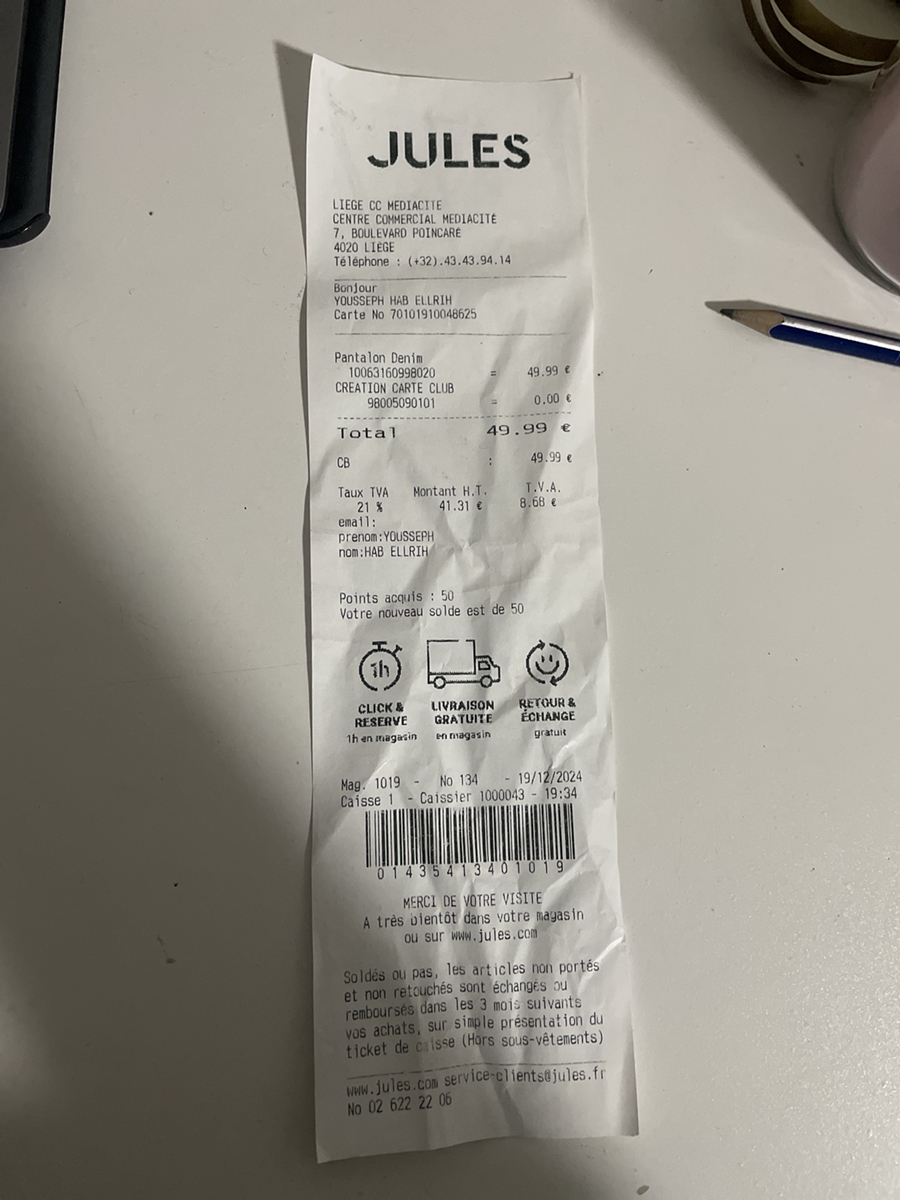 JULES
LIEGE CC MEDIACITE
CENTRE COMMERCIAL MEDIACITÉ
7, BOULEVARD POINCARÉ
4020 LIÈGE
Téléphone : (+32).43.43.94.14
Bonjour
YOUSSEPH HAB ELLRIH
Carte No 70101910048625
Pantalon Denim
10063160998020 = 49.99 €
CREATION CARTE CLUB
98005090101 = 0.00 €
Total 49.99 €
CB : 49.99 €
Taux TVA Montant H.T. T.V.A.
21 % 41.31 € 8.68 €
email:
prenom:YOUSSEPH
nom:HAB ELLRIH
Points acquis : 50
Votre nouveau solde est de 50
1h
CLICK & RESERVE 1h en magasin
LIVRAISON GRATUITE en magasin
RETOUR & ÉCHANGE gratuit
Mag. 1019 - No 134 - 19/12/2024
Caisse 1 - Caissier 1000043 - 19:34
01435413401019
MERCI DE VOTRE VISITE
A très bientôt dans votre magasin
ou sur www.jules.com
Soldés ou pas, les articles non portés
et non retouchés sont échangés ou
remboursés dans les 3 mois suivants
vos achats, sur simple présentation du
ticket de caisse (Hors sous-vêtements)
www.jules.com service-clients@jules.fr
No 02 622 22 06